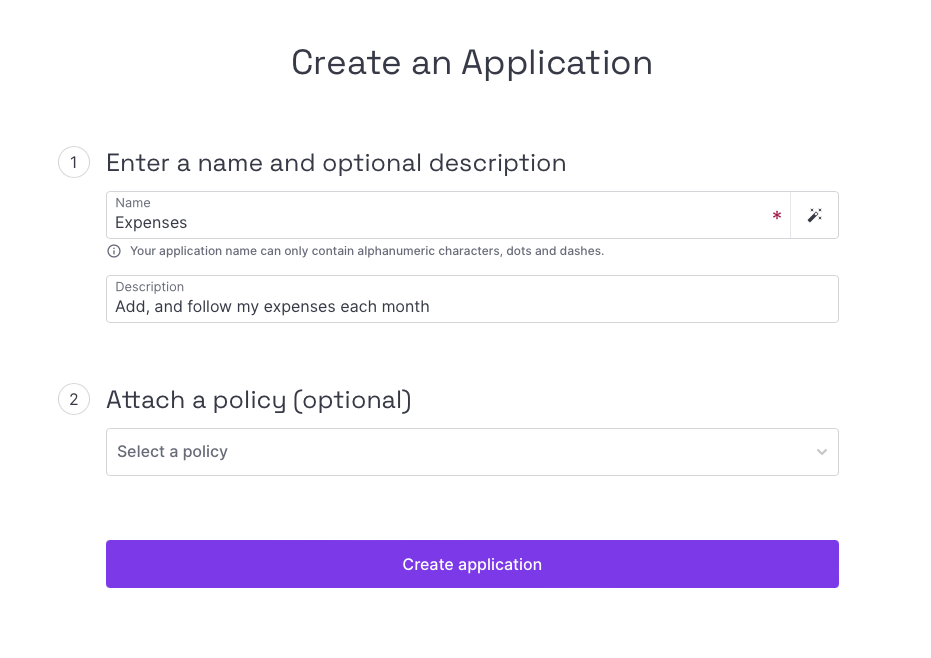 Create an Application
1
Enter a name and optional description
Name
Expenses
*
Your application name can only contain alphanumeric characters, dots and dashes.
Description
Add, and follow my expenses each month
2
Attach a policy (optional)
Select a policy
Create application